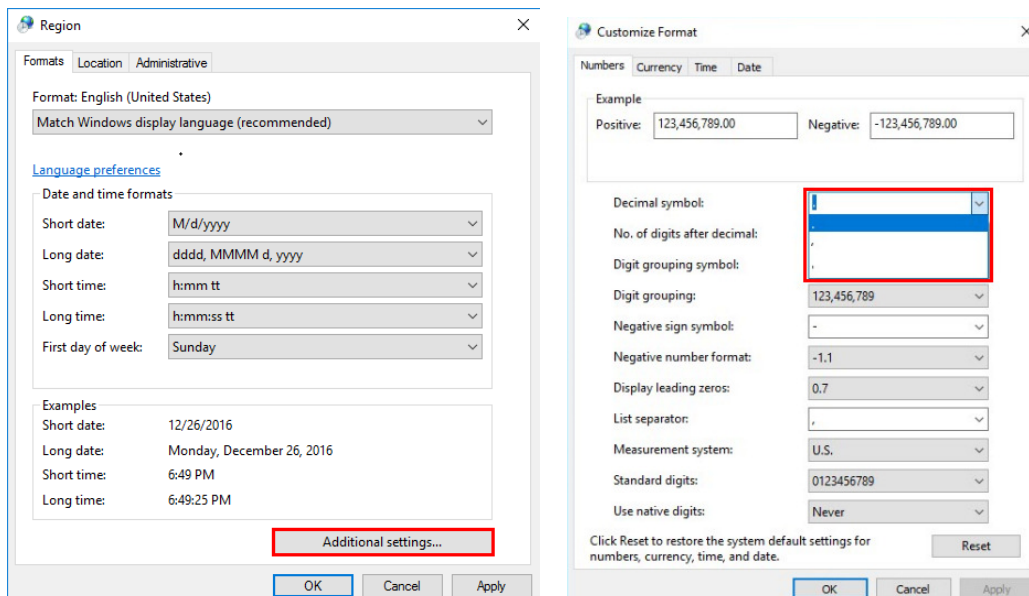 Region
Formats Location Administrative
Format: English (United States)
Match Windows display language (recommended)
Language preferences
Date and time formats
Short date: M/d/yyyy
Long date: dddd, MMMM d, yyyy
Short time: h:mm tt
Long time: h:mm:ss tt
First day of week: Sunday
Examples
Short date: 12/26/2016
Long date: Monday, December 26, 2016
Short time: 6:49 PM
Long time: 6:49:25 PM
Additional settings...
OK Cancel Apply
Customize Format
Numbers Currency Time Date
Example
Positive: 123,456,789.00 Negative: -123,456,789.00
Decimal symbol: .
No. of digits after decimal:
Digit grouping symbol:
Digit grouping: 123,456,789
Negative sign symbol: -
Negative number format: -1.1
Display leading zeros: 0.7
List separator: ,
Measurement system: U.S.
Standard digits: 0123456789
Use native digits: Never
Click Reset to restore the system default settings for
numbers, currency, time, and date.
Reset
OK Cancel Apply